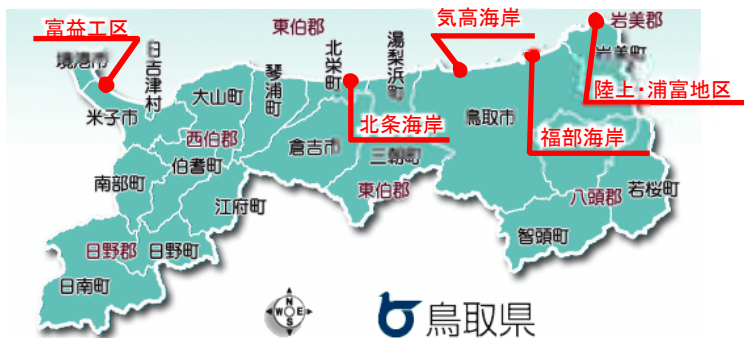 富益工区
東伯郡
気高海岸
岩美郡
境港市
日吉津村
北栄町
湯梨浜町
岩美町
大山町
琴浦町
陸上・浦富地区
米子市
北条海岸
鳥取市
福部海岸
西伯郡
倉吉市
三朝町
伯耆町
南部町
東伯郡
八頭郡
若桜町
江府町
智頭町
日野郡
日野町
日南町
N
W
E
S
鳥取県